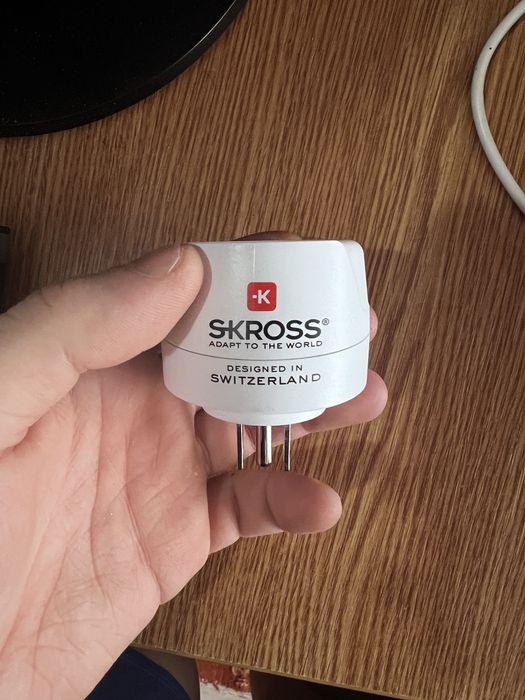 -K
SKROSS®
ADAPT TO THE WORLD
DESIGNED IN
SWITZERLAND